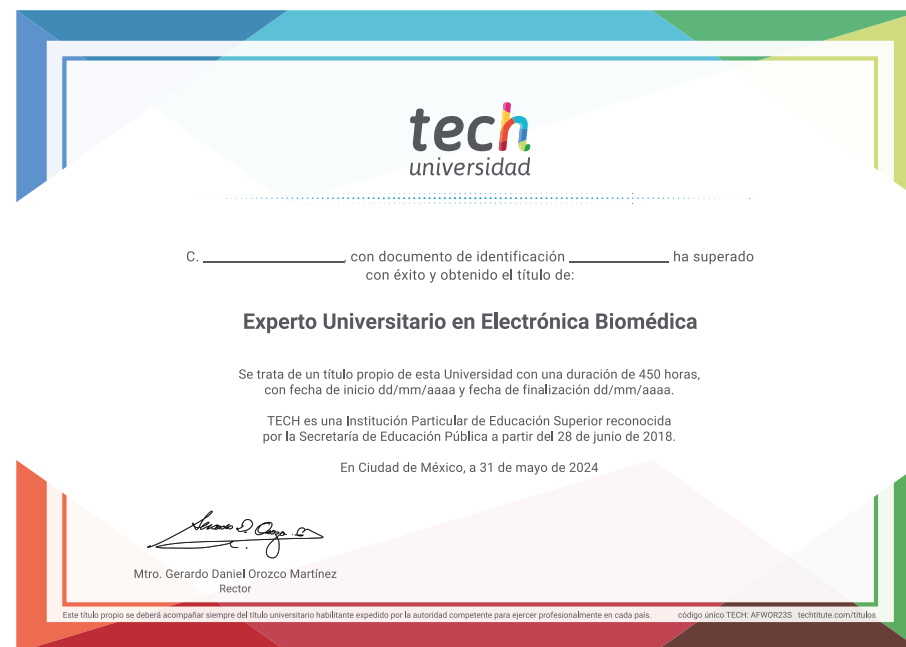 tech
universidad
C. ____________, con documento de identificación ____________ ha superado
con éxito y obtenido el título de:
Experto Universitario en Electrónica Biomédica
Se trata de un título propio de esta Universidad con una duración de 450 horas,
con fecha de inicio dd/mm/aaaa y fecha de finalización dd/mm/aaaa.
TECH es una Institución Particular de Educación Superior reconocida
por la Secretaría de Educación Pública a partir del 28 de junio de 2018.
En Ciudad de México, a 31 de mayo de 2024
Mtro. Gerardo Daniel Orozco Martínez
Rector
Este título propio se deberá acompañar siempre del título universitario habilitante expedido por la autoridad competente para ejercer profesionalmente en cada país. código único TECH: AFWOR23S techtitute.com/titulos